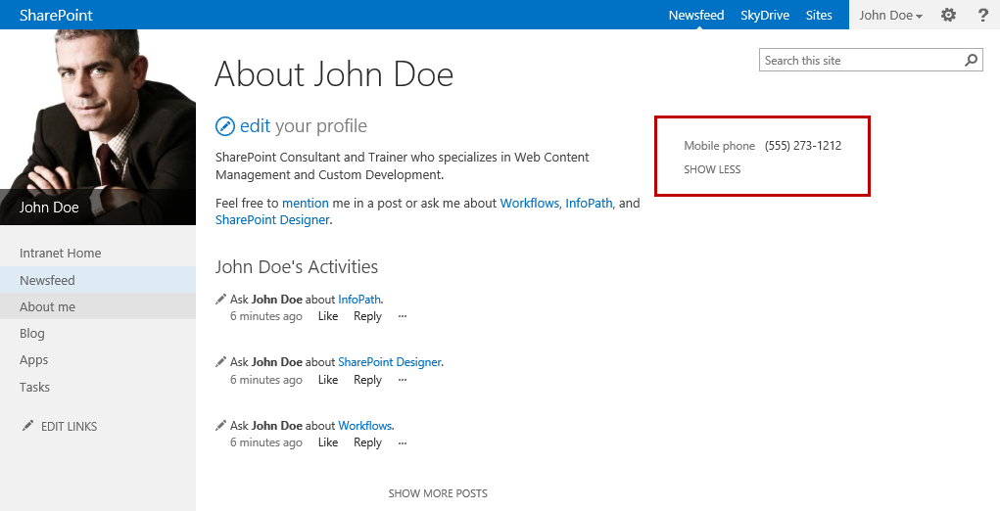 SharePoint
Newsfeed SkyDrive Sites John Doe ?
About John Doe
Search this site
edit your profile
SharePoint Consultant and Trainer who specializes in Web Content
Management and Custom Development.
Feel free to mention me in a post or ask me about Workflows, InfoPath, and
SharePoint Designer.
Mobile phone (555) 273-1212
SHOW LESS
John Doe
Intranet Home
Newsfeed
About me
Blog
Apps
Tasks
EDIT LINKS
John Doe's Activities
Ask John Doe about InfoPath.
6 minutes ago Like Reply ...
Ask John Doe about SharePoint Designer.
6 minutes ago Like Reply ...
Ask John Doe about Workflows.
6 minutes ago Like Reply ...
SHOW MORE POSTS